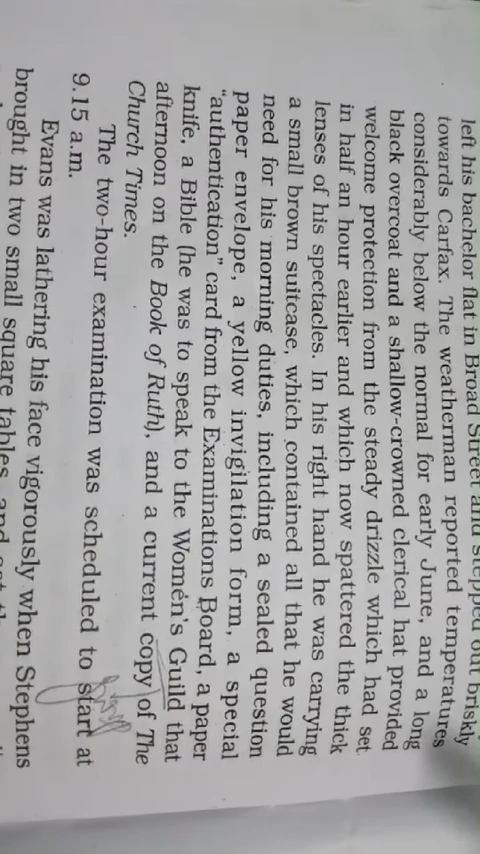 left his bachelor flat in Broad Street and stepped out briskly
towards Carfax. The weatherman reported temperatures
considerably below the normal for early June, and a long
black overcoat and a shallow-crowned clerical hat provided
welcome protection from the steady drizzle which had set
in half an hour earlier and which now spattered the thick
lenses of his spectacles. In his right hand he was carrying
a small brown suitcase, which contained all that he would
need for his morning duties, including a sealed question
paper envelope, a yellow invigilation form, a special
“authentication” card from the Examinations Board, a paper
knife, a Bible (he was to speak to the Women's Guild that
afternoon on the Book of Ruth), and a current copy of The
Church Times.
The two-hour examination was scheduled to start at
9.15 a.m.
Evans was lathering his face vigorously when Stephens
brought in two small square tables, and